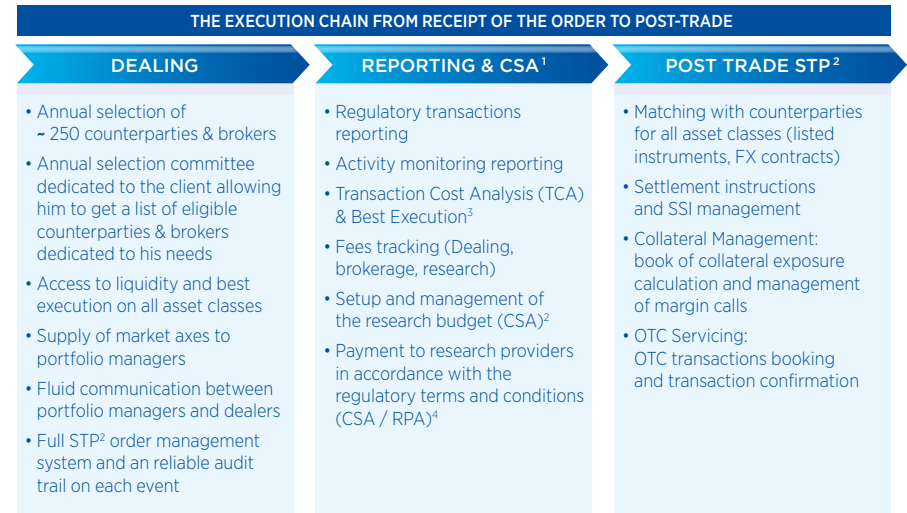 THE EXECUTION CHAIN FROM RECEIPT OF THE ORDER TO POST-TRADE
DEALING
• Annual selection of
~ 250 counterparties & brokers
• Annual selection committee
dedicated to the client allowing
him to get a list of eligible
counterparties & brokers
dedicated to his needs
• Access to liquidity and best
execution on all asset classes
• Supply of market axes to
portfolio managers
• Fluid communication between
portfolio managers and dealers
• Full STP² order management
system and an reliable audit
trail on each event
REPORTING & CSA¹
• Regulatory transactions
reporting
• Activity monitoring reporting
• Transaction Cost Analysis (TCA)
& Best Execution³
• Fees tracking (Dealing,
brokerage, research)
• Setup and management of
the research budget (CSA)²
• Payment to research providers
in accordance with the
regulatory terms and conditions
(CSA / RPA)⁴
POST TRADE STP²
• Matching with counterparties
for all asset classes (listed
instruments, FX contracts)
• Settlement instructions
and SSI management
• Collateral Management:
book of collateral exposure
calculation and management
of margin calls
• OTC Servicing:
OTC transactions booking
and transaction confirmation